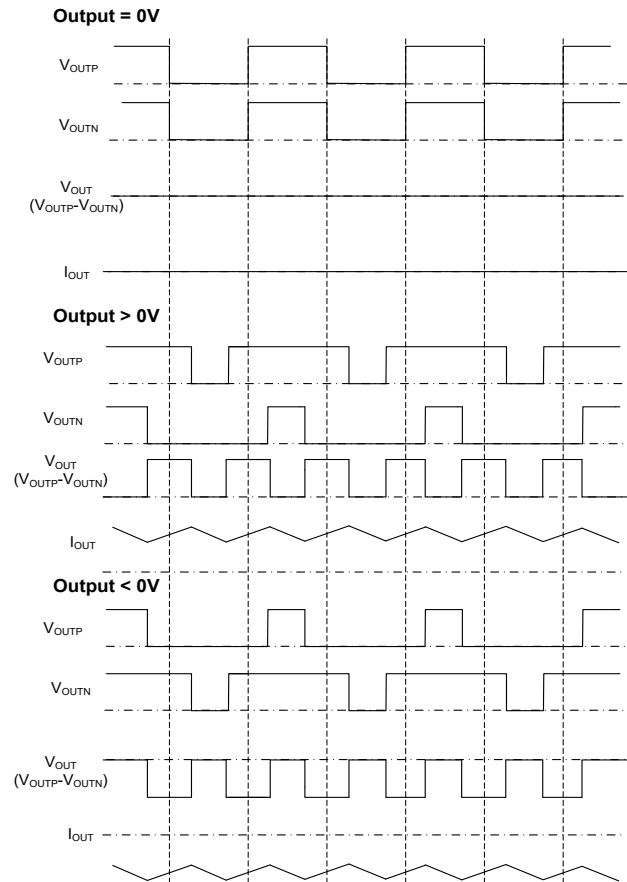 Output = 0V
VOUTP
VOUTN
VOUT
(VOUTP-VOUTN)
IOUT
Output > 0V
VOUTP
VOUTN
VOUT
(VOUTP-VOUTN)
IOUT
Output < 0V
VOUTP
VOUTN
VOUT
(VOUTP-VOUTN)
IOUT